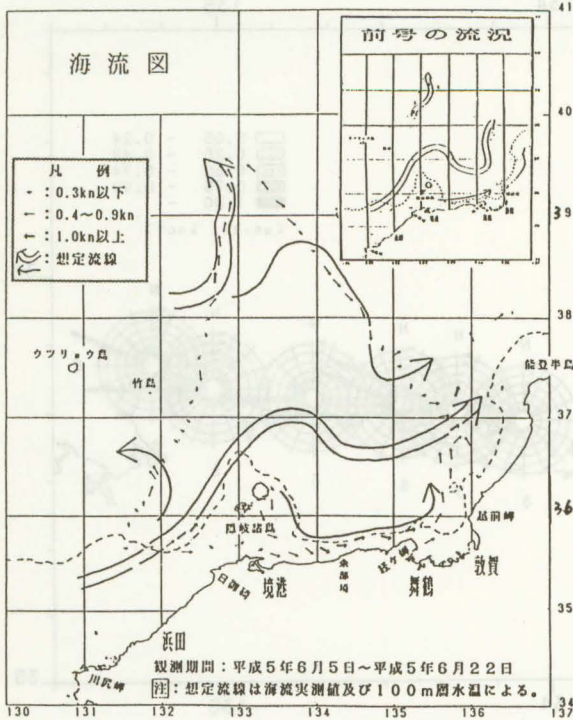 海流図
前号の流況
凡 例
: 0.3kn以下
: 0.4~0.9kn
: 1.0kn以上
: 想定流線
ウツリョウ島
竹島
能登半島
隠岐諸島
越前岬
日御碕
境港
経ケ岬
舞鶴
敦賀
浜田
川尻岬
観測期間:平成5年6月5日~平成5年6月22日
注:想定流線は海流実測値及び100m層水温による。
41
40
39
38
37
36
35
34
130 131 132 133 134 135 136 137